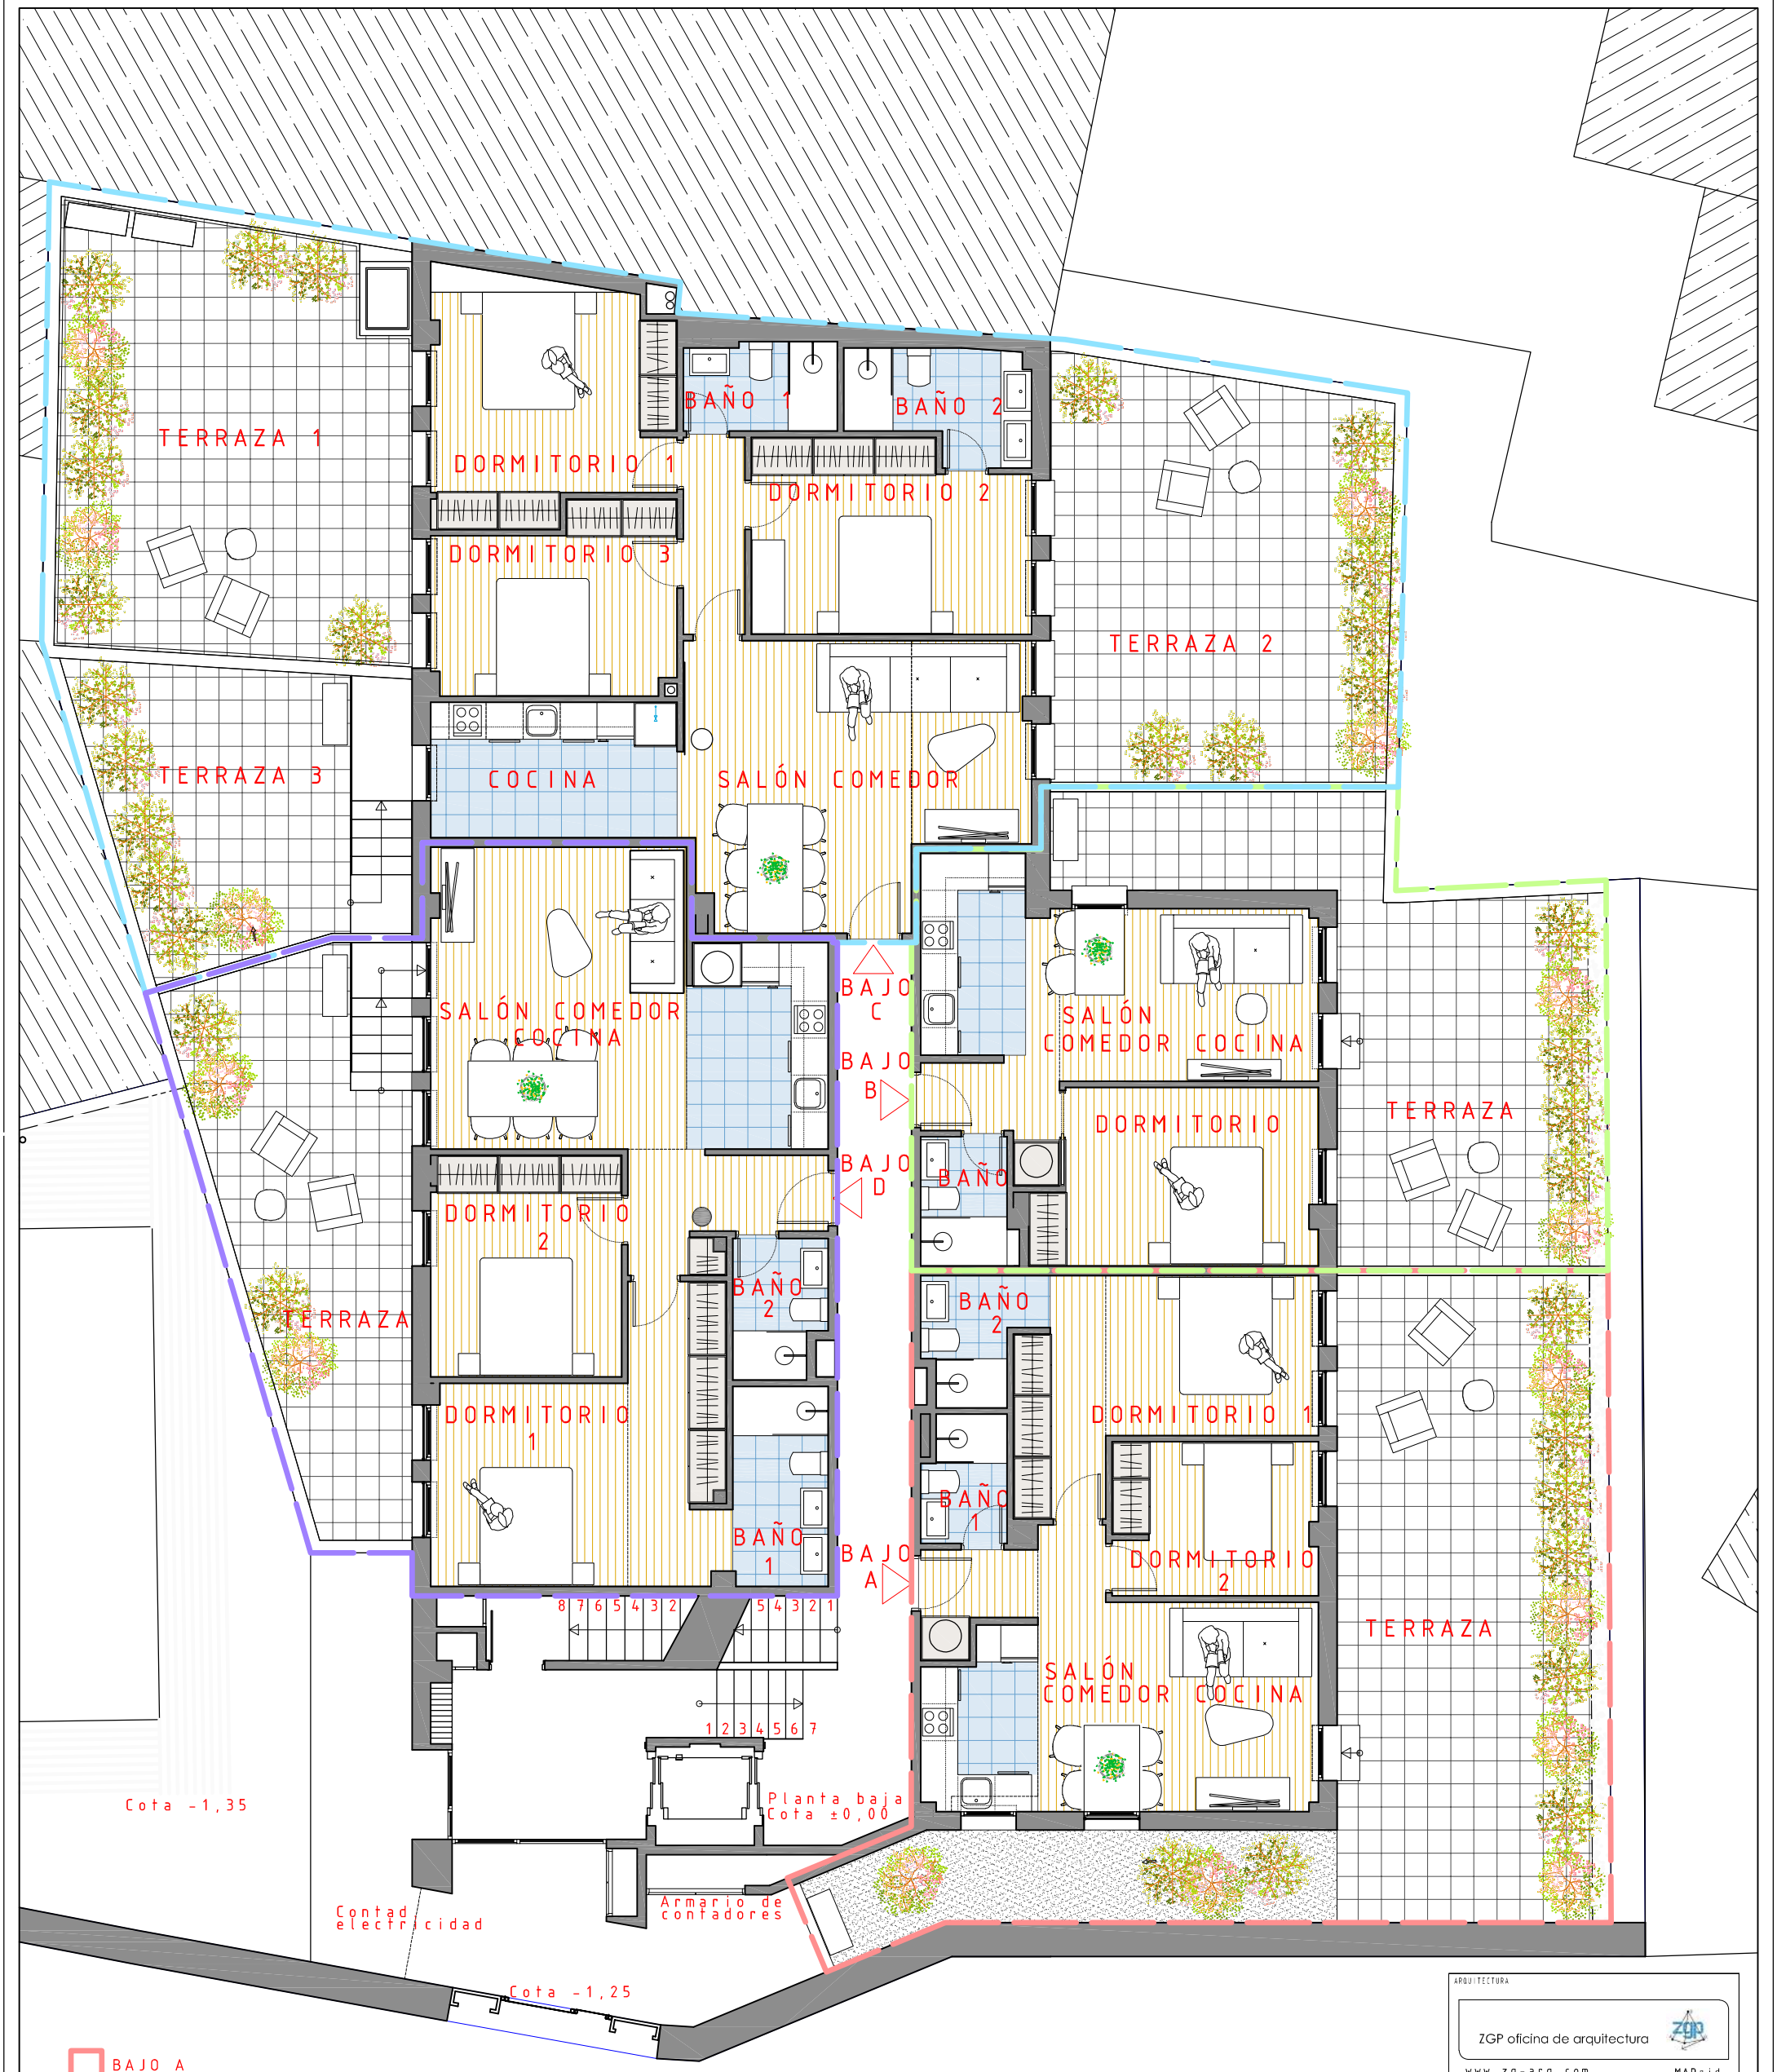 TERRAZA 1
DORMITORIO 1
BAÑO 1
BAÑO 2
DORMITORIO 2
DORMITORIO 3
TERRAZA 2
TERRAZA 3
COCINA
SALÓN COMEDOR
SALÓN COMEDOR
COCINA
BAJO
C
BAJO
B
BAJO
D
SALÓN
COMEDOR COCINA
DORMITORIO
TERRAZA
BAÑO
DORMITORIO
2
BAÑO
2
TERRAZA
DORMITORIO
1
BAÑO
1
BAÑO
2
DORMITORIO 1
BAÑO
1
BAJO
A
DORMITORIO
2
TERRAZA
SALÓN
COMEDOR COCINA
8 7 6 5 4 3 2
5 4 3 2 1
1 2 3 4 5 6 7
Planta baja
Cota ±0,00
Cota -1,35
Contad
electricidad
Armario de
contadores
Cota -1,25
BAJO A
ARQUITECTURA
ZGP oficina de arquitectura
zgp